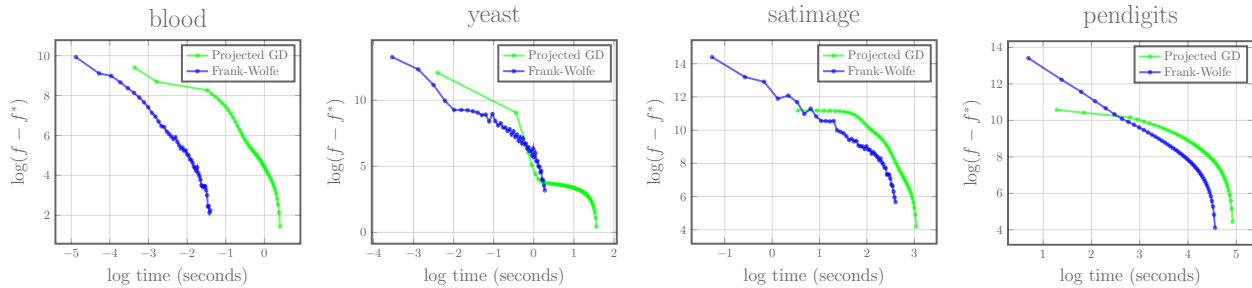 blood
yeast
satimage
pendigits
10
8
6
4
2
−5
−4
−3
−2
−1
0
log(f − f*)
log time (seconds)
Projected GD
Frank-Wolfe
10
5
0
−4
−3
−2
−1
0
1
2
log(f − f*)
log time (seconds)
Projected GD
Frank-Wolfe
14
12
10
8
6
4
−1
0
1
2
3
log(f − f*)
log time (seconds)
Projected GD
Frank-Wolfe
14
12
10
8
6
4
1
2
3
4
5
log(f − f*)
log time (seconds)
Projected GD
Frank-Wolfe